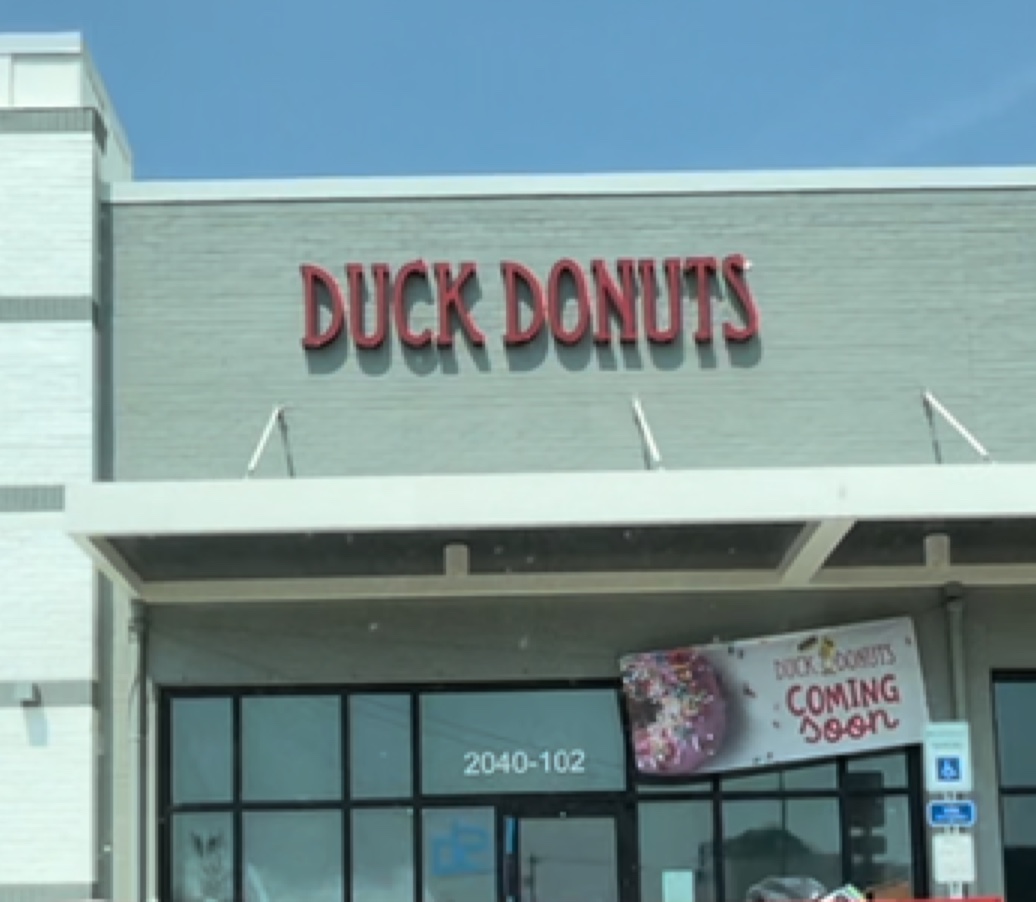 DUCK DONUTS
DUCK DONUTS
COMING
soon
2040-102